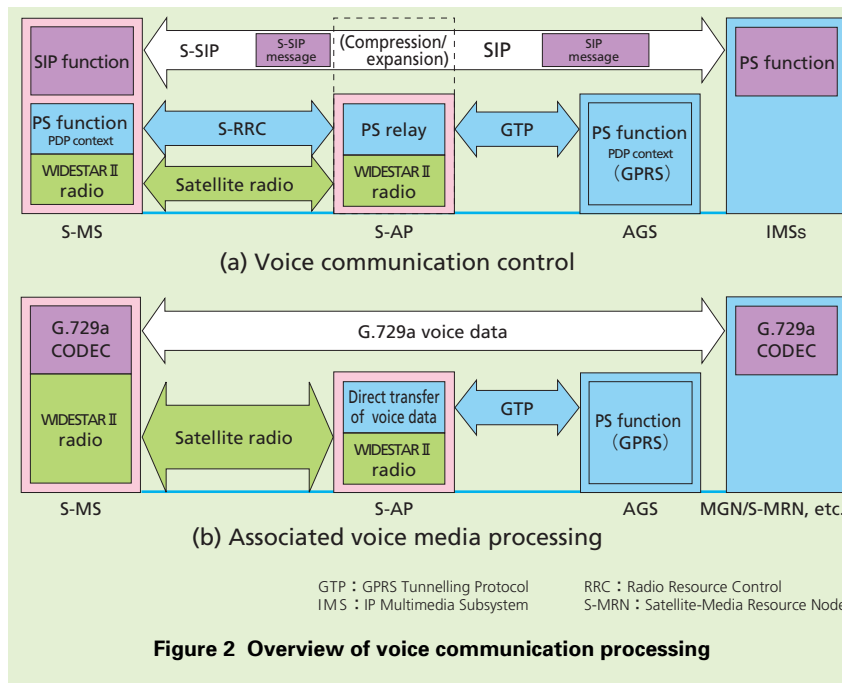 SIP function
S-SIP
S-SIP
message
(Compression/
expansion)
SIP
SIP
message
PS function
PS function
PDP context
S-RRC
PS relay
GTP
PS function
PDP context
(GPRS)
WIDESTAR II
radio
Satellite radio
WIDESTAR II
radio
S-MS
S-AP
AGS
IMSs
(a) Voice communication control
G.729a
CODEC
G.729a voice data
G.729a
CODEC
WIDESTAR II
radio
Satellite radio
Direct transfer
of voice data
WIDESTAR II
radio
GTP
PS function
(GPRS)
S-MS
S-AP
AGS
MGN/S-MRN, etc.
(b) Associated voice media processing
GTP : GPRS Tunnelling Protocol
RRC : Radio Resource Control
IMS : IP Multimedia Subsystem
S-MRN : Satellite-Media Resource Node
Figure 2 Overview of voice communication processing